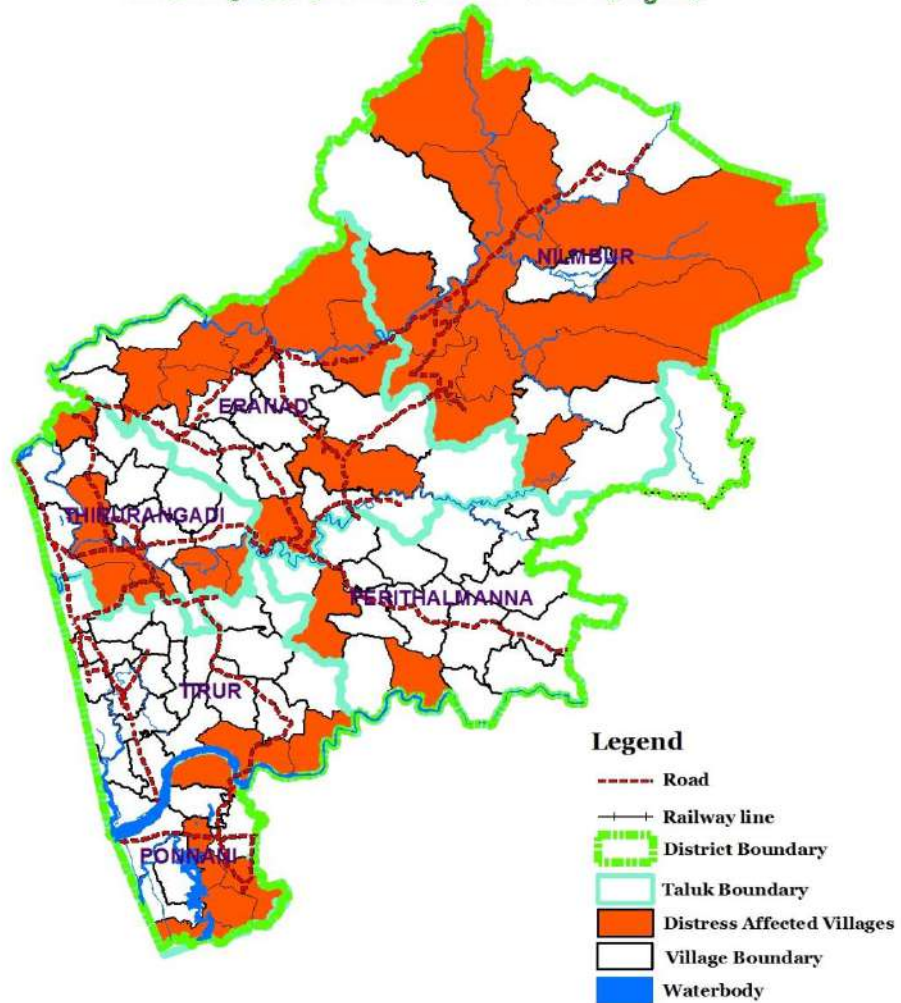 NILMBUR
ERANAD
THIRURANGADI
PERITHALMANNA
TIRUR
PONNANI
Legend
Road
Railway line
District Boundary
Taluk Boundary
Distress Affected Villages
Village Boundary
Waterbody